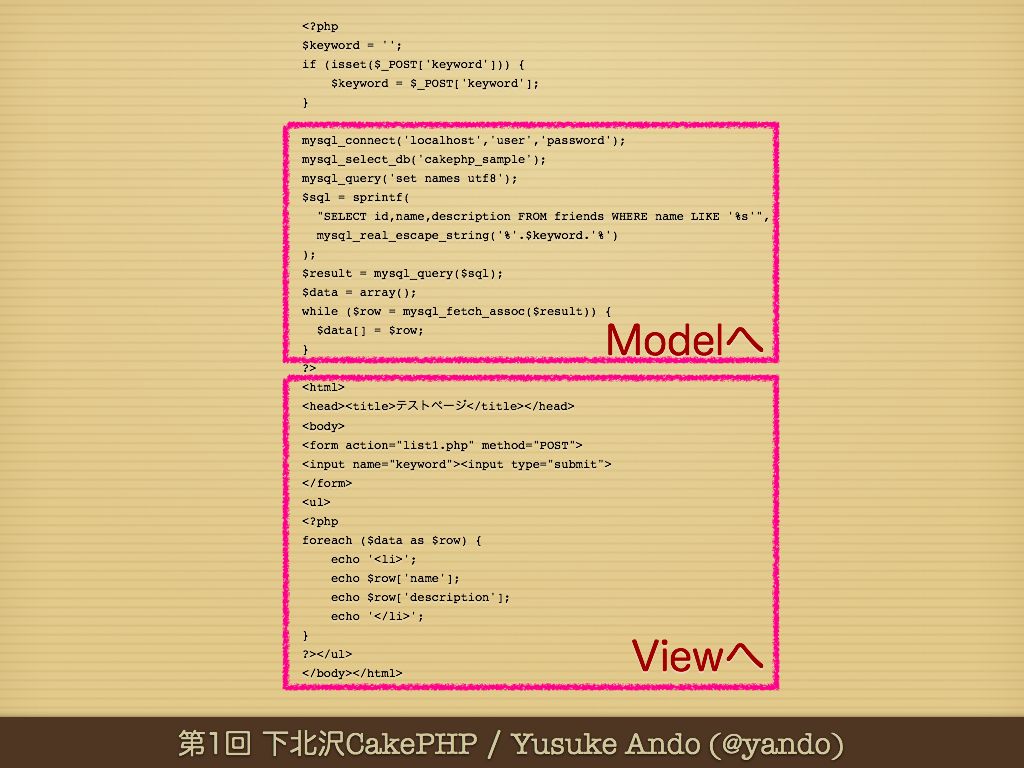 <?php
$keyword = '';
if (isset($_POST['keyword'])) {
    $keyword = $_POST['keyword'];
}
mysql_connect('localhost','user','password');
mysql_select_db('cakephp_sample');
mysql_query('set names utf8');
$sql = sprintf(
  "SELECT id,name,description FROM friends WHERE name LIKE '%s'",
  mysql_real_escape_string('%'.$keyword.'%')
);
$result = mysql_query($sql);
$data = array();
while ($row = mysql_fetch_assoc($result)) {
  $data[] = $row;
}
Modelへ
?>
<html>
<head><title>テストページ</title></head>
<body>
<form action="list1.php" method="POST">
<input name="keyword"><input type="submit">
</form>
<ul>
<?php
foreach ($data as $row) {
    echo '<li>';
    echo $row['name'];
    echo $row['description'];
    echo '</li>';
}
?></ul>
</body></html>
Viewへ
第1回 下北沢CakePHP / Yusuke Ando (@yando)